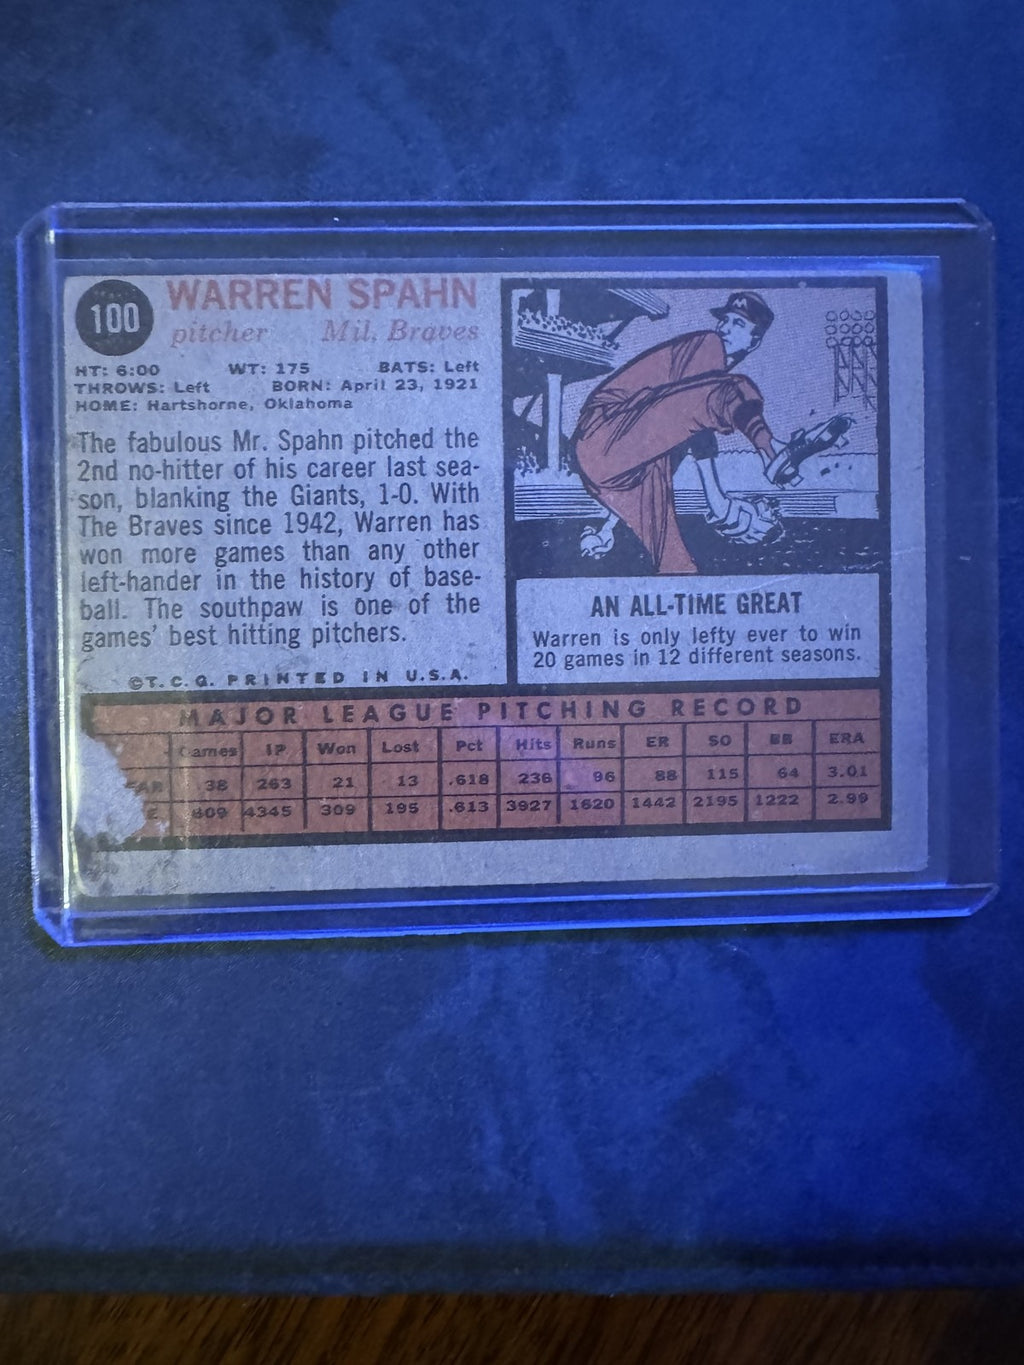 100
WARREN SPAHN
pitcher Mil. Braves
HT: 6:00 WT: 175 BATS: Left
THROWS: Left BORN: April 23, 1921
HOME: Hartshorne, Oklahoma
The fabulous Mr. Spahn pitched the
2nd no-hitter of his career last sea-
son, blanking the Giants, 1-0. With
The Braves since 1942, Warren has
won more games than any other
left-hander in the history of base-
ball. The southpaw is one of the
games' best hitting pitchers.
©T.C.G. PRINTED IN U.S.A.
M
AN ALL-TIME GREAT
Warren is only lefty ever to win
20 games in 12 different seasons.
MAJOR LEAGUE PITCHING RECORD
Games IP Won Lost Pct Hits Runs ER SO BB ERA
38 263 21 13 .618 236 96 88 115 64 3.01
609 4345 309 195 .613 3927 1620 1442 2195 1222 2.99